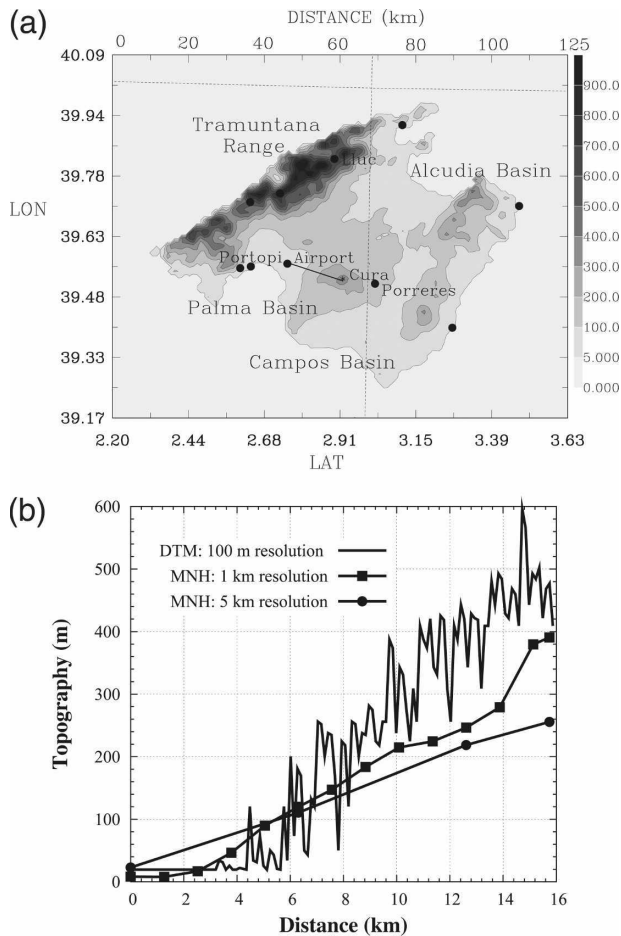 (a)
DISTANCE (km)
0 20 40 60 80 100 125
40.09
39.94
39.78
39.63
39.48
39.33
39.17
LON
Tramuntana
Range
Lluc
Alcudia Basin
Portopi Airport
Cura
Porreres
Palma Basin
Campos Basin
900.0
800.0
700.0
600.0
500.0
400.0
300.0
200.0
100.0
5.000
0.000
2.20 2.44 2.68 2.91 3.15 3.39 3.63
LAT
(b)
600
500
400
300
200
100
0
Topography (m)
DTM: 100 m resolution
MNH: 1 km resolution
MNH: 5 km resolution
0 2 4 6 8 10 12 14 16
Distance (km)